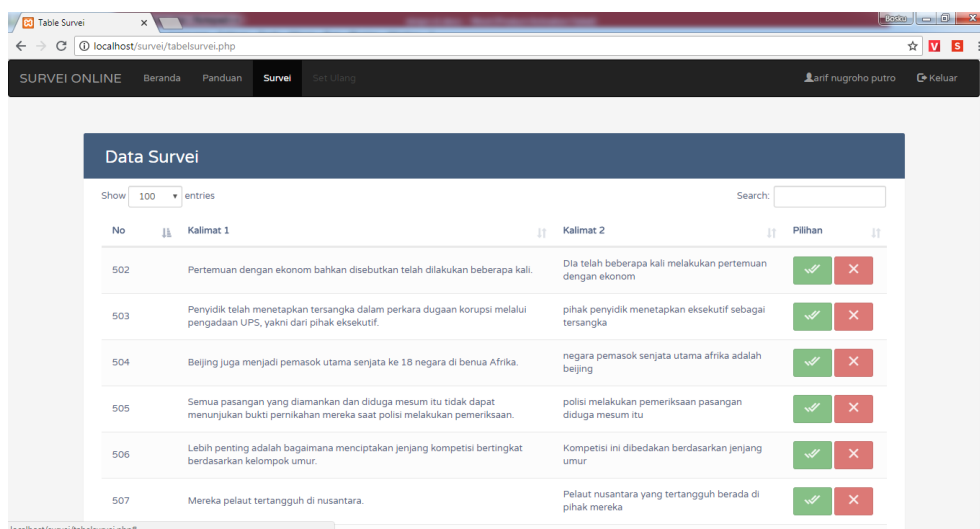 Table Survei
Bosku
localhost/survei/tabelsurvei.php
SURVEI ONLINE Beranda Panduan Survei Set Ulang arif nugroho putro Keluar
Data Survei
Show 100 entries Search:
No Kalimat 1 Kalimat 2 Pilihan
502 Pertemuan dengan ekonom bahkan disebutkan telah dilakukan beberapa kali.
DIa telah beberapa kali melakukan pertemuan
dengan ekonom
503 Penyidik telah menetapkan tersangka dalam perkara dugaan korupsi melalui
pengadaan UPS, yakni dari pihak eksekutif.
pihak penyidik menetapkan eksekutif sebagai
tersangka
504 Beijing juga menjadi pemasok utama senjata ke 18 negara di benua Afrika.
negara pemasok senjata utama afrika adalah
beijing
505 Semua pasangan yang diamankan dan diduga mesum itu tidak dapat
menunjukan bukti pernikahan mereka saat polisi melakukan pemeriksaan.
polisi melakukan pemeriksaan pasangan
diduga mesum itu
506 Lebih penting adalah bagaimana menciptakan jenjang kompetisi bertingkat
berdasarkan kelompok umur.
Kompetisi ini dibedakan berdasarkan jenjang
umur
507 Mereka pelaut tertangguh di nusantara.
Pelaut nusantara yang tertangguh berada di
pihak mereka